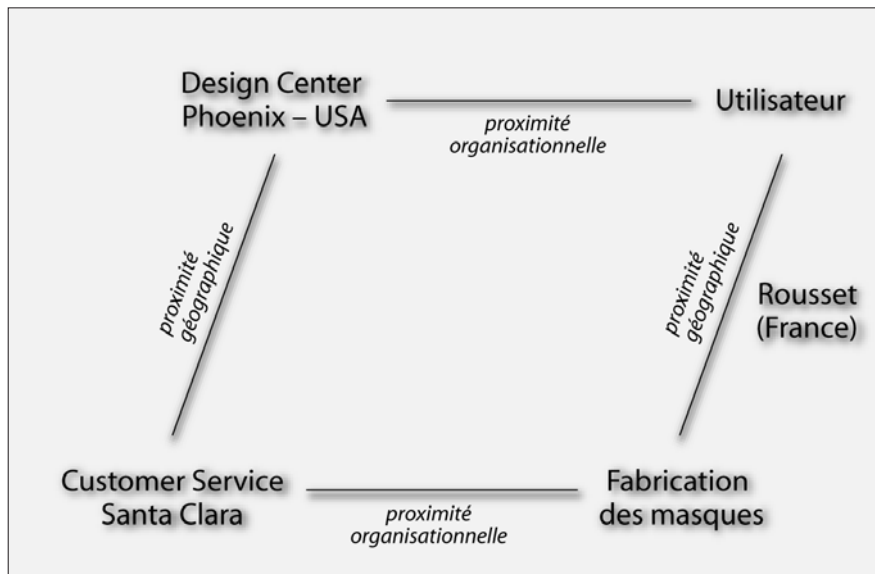 Design Center
Phoenix – USA
Utilisateur
proximité
organisationnelle
proximité
géographique
proximité
géographique
Rousset
(France)
Customer Service
Santa Clara
Fabrication
des masques
proximité
organisationnelle